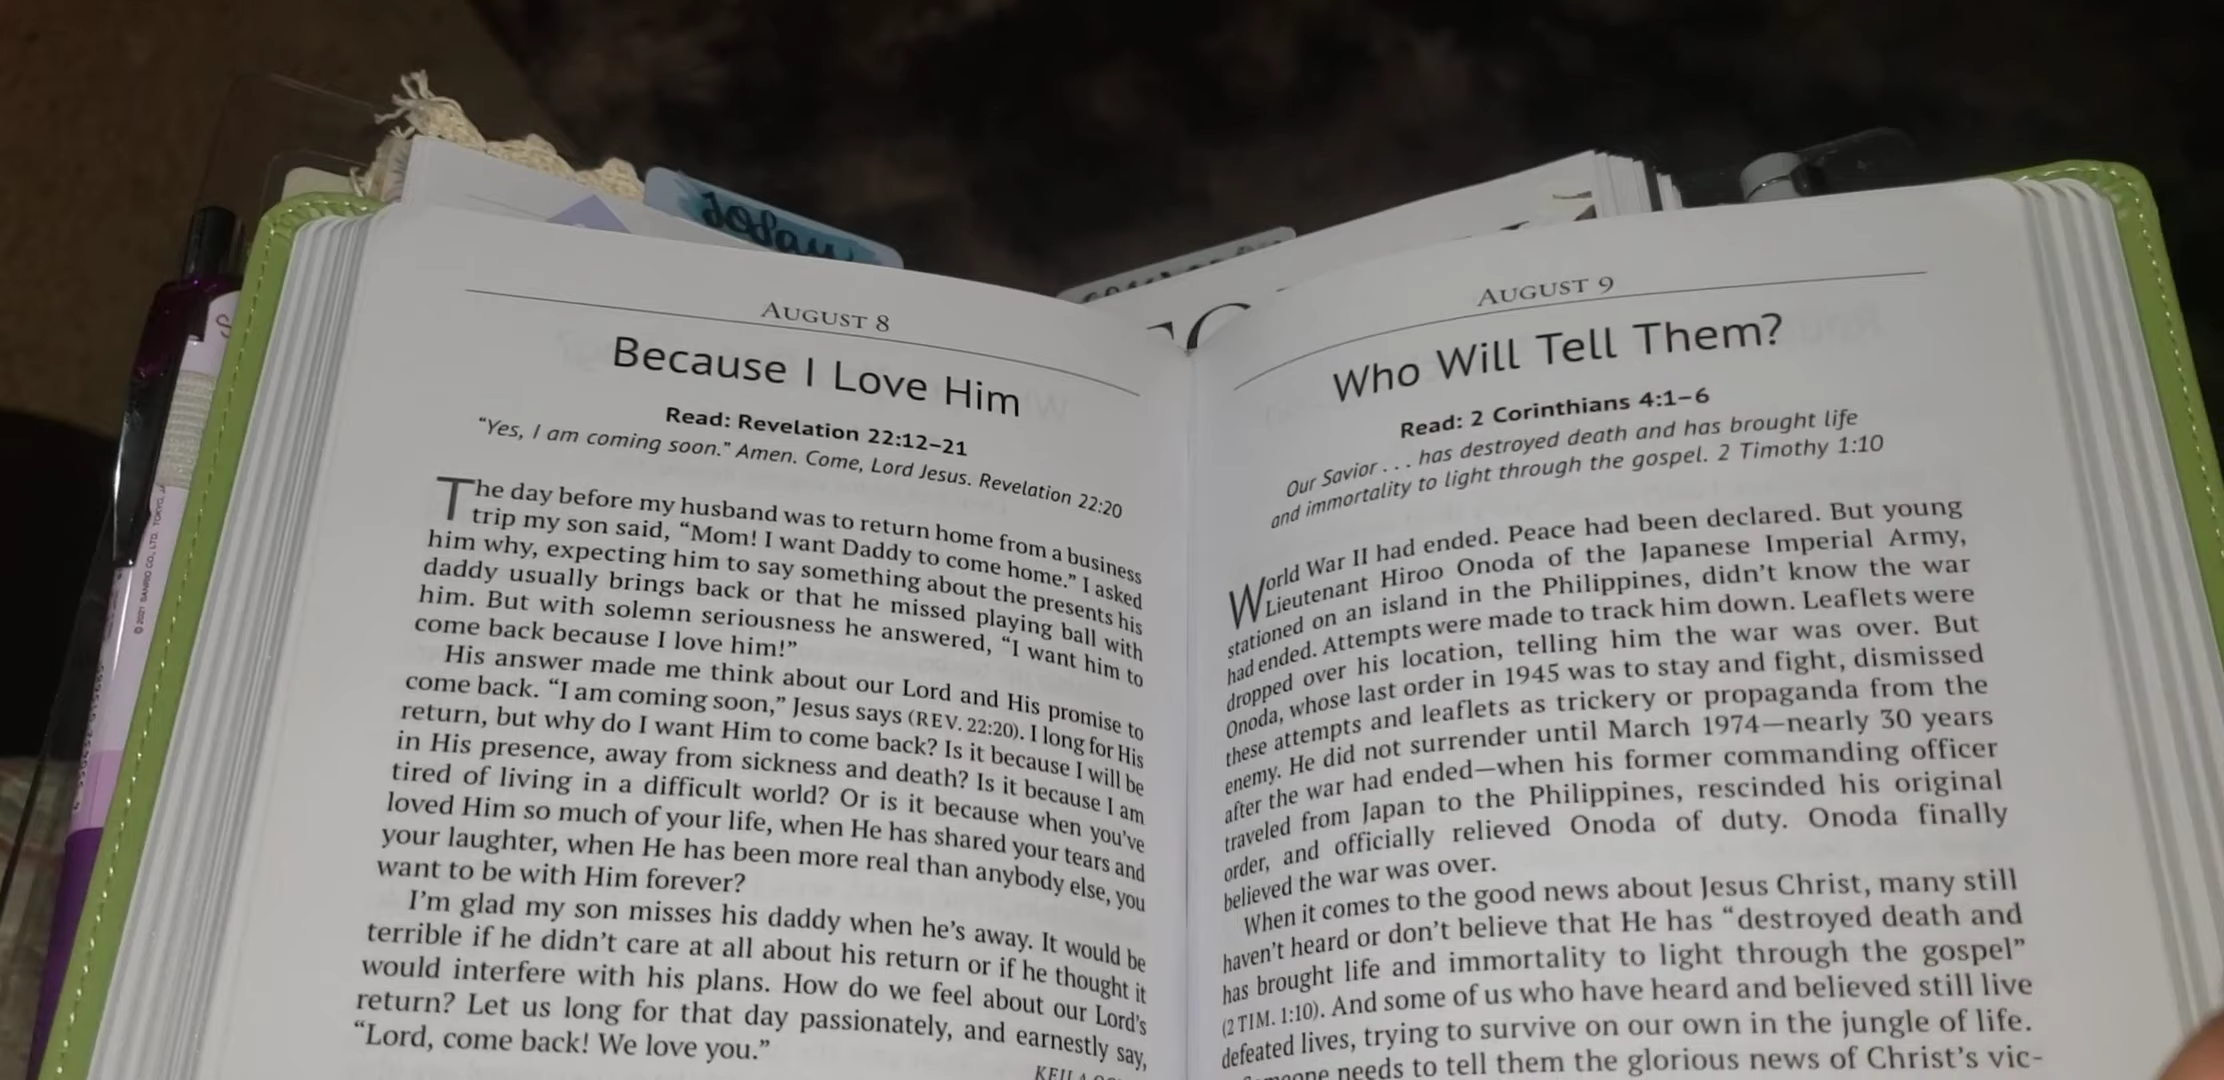 Today
AUGUST 8
Because I Love Him
Read: Revelation 22:12–21
“Yes, I am coming soon.” Amen. Come, Lord Jesus. Revelation 22:20
The day before my husband was to return home from a business
trip my son said, “Mom! I want Daddy to come home.” I asked
him why, expecting him to say something about the presents his
daddy usually brings back or that he missed playing ball with
him. But with solemn seriousness he answered, “I want him to
come back because I love him!”
His answer made me think about our Lord and His promise to
come back. “I am coming soon,” Jesus says (REV. 22:20). I long for His
return, but why do I want Him to come back? Is it because I will be
in His presence, away from sickness and death? Is it because I am
tired of living in a difficult world? Or is it because when you’ve
loved Him so much of your life, when He has shared your tears and
your laughter, when He has been more real than anybody else, you
want to be with Him forever?
I’m glad my son misses his daddy when he’s away. It would be
terrible if he didn’t care at all about his return or if he thought it
would interfere with his plans. How do we feel about our Lord’s
return? Let us long for that day passionately, and earnestly say,
“Lord, come back! We love you.”
KEILA
AUGUST 9
Who Will Tell Them?
Read: 2 Corinthians 4:1–6
Our Savior . . . has destroyed death and has brought life
and immortality to light through the gospel. 2 Timothy 1:10
World War II had ended. Peace had been declared. But young
Lieutenant Hiroo Onoda of the Japanese Imperial Army,
stationed on an island in the Philippines, didn’t know the war
had ended. Attempts were made to track him down. Leaflets were
dropped over his location, telling him the war was over. But
Onoda, whose last order in 1945 was to stay and fight, dismissed
these attempts and leaflets as trickery or propaganda from the
enemy. He did not surrender until March 1974—nearly 30 years
after the war had ended—when his former commanding officer
traveled from Japan to the Philippines, rescinded his original
order, and officially relieved Onoda of duty. Onoda finally
believed the war was over.
When it comes to the good news about Jesus Christ, many still
haven’t heard or don’t believe that He has “destroyed death and
has brought life and immortality to light through the gospel”
(2 TIM. 1:10). And some of us who have heard and believed still live
defeated lives, trying to survive on our own in the jungle of life.
needs to tell them the glorious news of Christ’s vic-
© 2021 SANRIO CO., LTD. TOKYO,